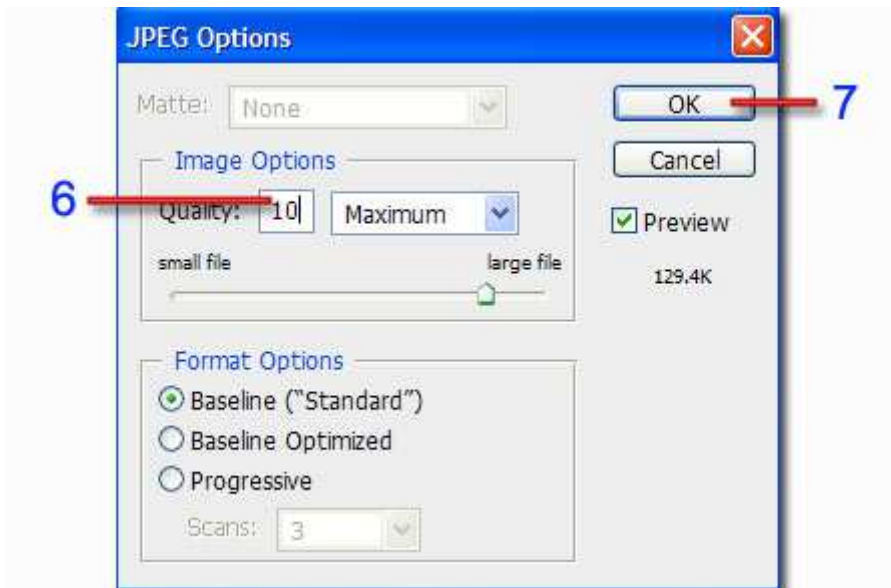 JPEG Options
Matte: None
OK
7
Image Options
Cancel
6
Quality: 10 Maximum
Preview
small file large file
129.4K
Format Options
Baseline ("Standard")
Baseline Optimized
Progressive
Scans: 3